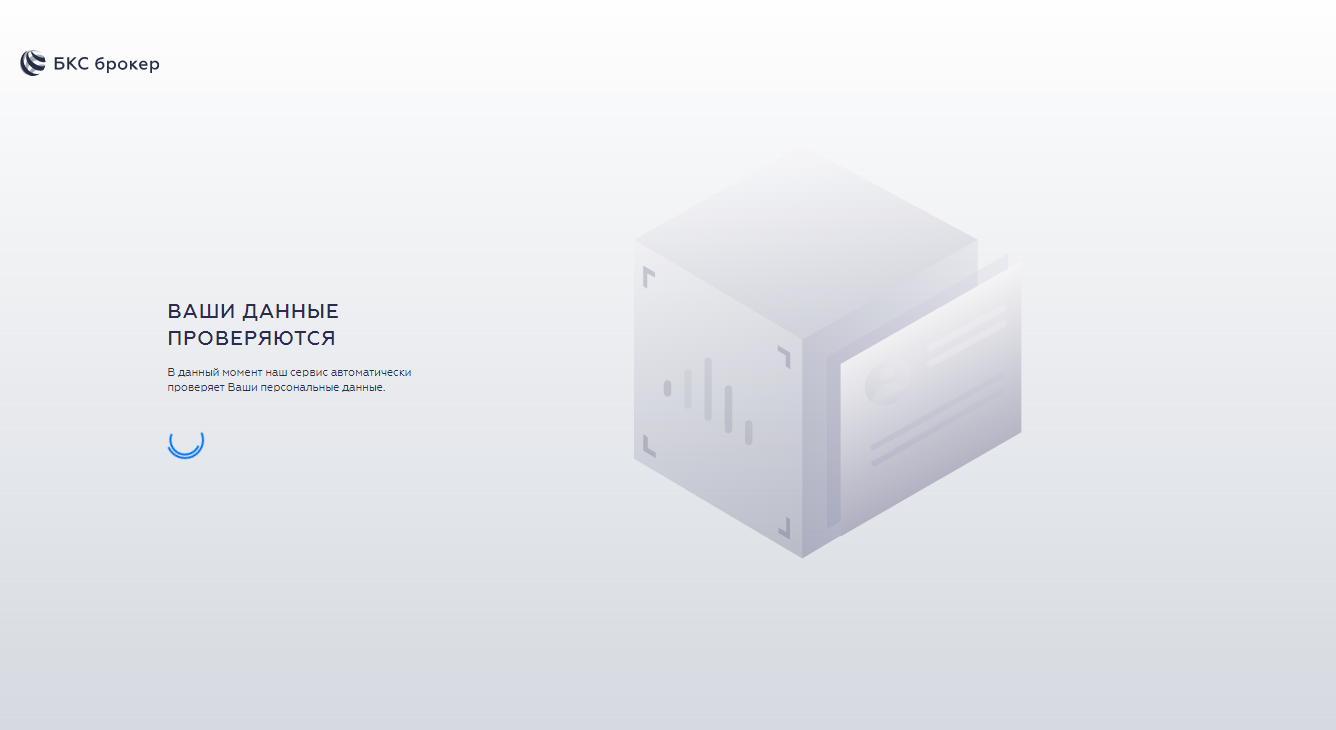 БКС брокер
ВАШИ ДАННЫЕ
ПРОВЕРЯЮТСЯ
В данный момент наш сервис автоматически
проверяет Ваши персональные данные.